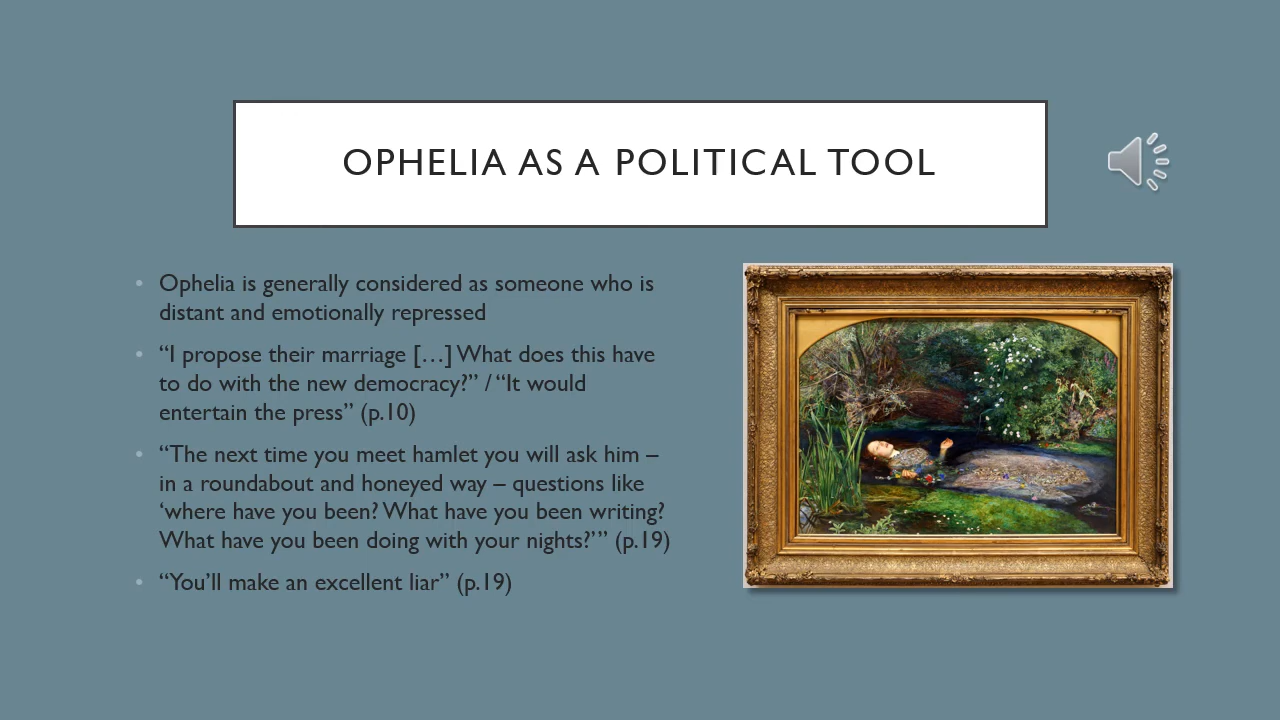 OPHELIA AS A POLITICAL TOOL
• Ophelia is generally considered as someone who is
distant and emotionally repressed
• “I propose their marriage […] What does this have
to do with the new democracy?” / “It would
entertain the press” (p.10)
• “The next time you meet hamlet you will ask him –
in a roundabout and honeyed way – questions like
‘where have you been? What have you been writing?
What have you been doing with your nights?’” (p.19)
• “You’ll make an excellent liar” (p.19)